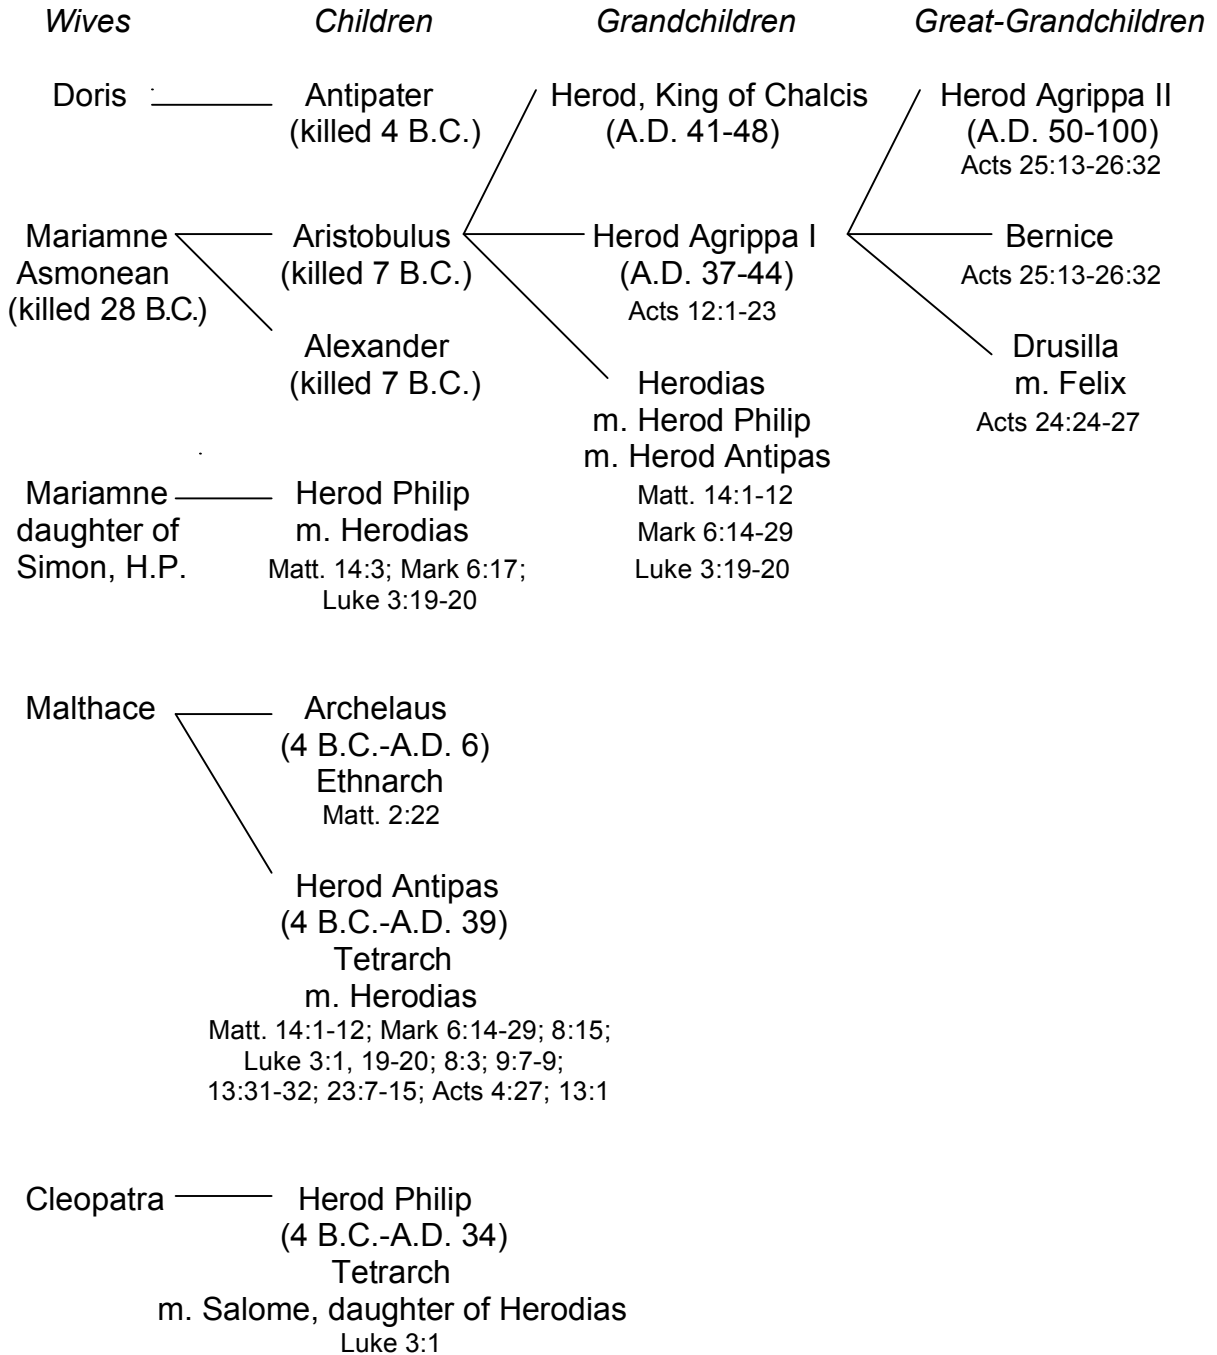 Wives Children Grandchildren Great-Grandchildren
Doris Antipater Herod, King of Chalcis Herod Agrippa II
(killed 4 B.C.) (A.D. 41-48) (A.D. 50-100)
Acts 25:13-26:32
Mariamne Aristobulus Herod Agrippa I Bernice
Asmonean (killed 7 B.C.) (A.D. 37-44) Acts 25:13-26:32
(killed 28 B.C.) Acts 12:1-23
Alexander Drusilla
(killed 7 B.C.) Herodias m. Felix
m. Herod Philip Acts 24:24-27
m. Herod Antipas
Mariamne Herod Philip Matt. 14:1-12
daughter of m. Herodias Mark 6:14-29
Simon, H.P. Matt. 14:3; Mark 6:17; Luke 3:19-20
Luke 3:19-20
Malthace Archelaus
(4 B.C.-A.D. 6)
Ethnarch
Matt. 2:22
Herod Antipas
(4 B.C.-A.D. 39)
Tetrarch
m. Herodias
Matt. 14:1-12; Mark 6:14-29; 8:15;
Luke 3:1, 19-20; 8:3; 9:7-9;
13:31-32; 23:7-15; Acts 4:27; 13:1
Cleopatra Herod Philip
(4 B.C.-A.D. 34)
Tetrarch
m. Salome, daughter of Herodias
Luke 3:1